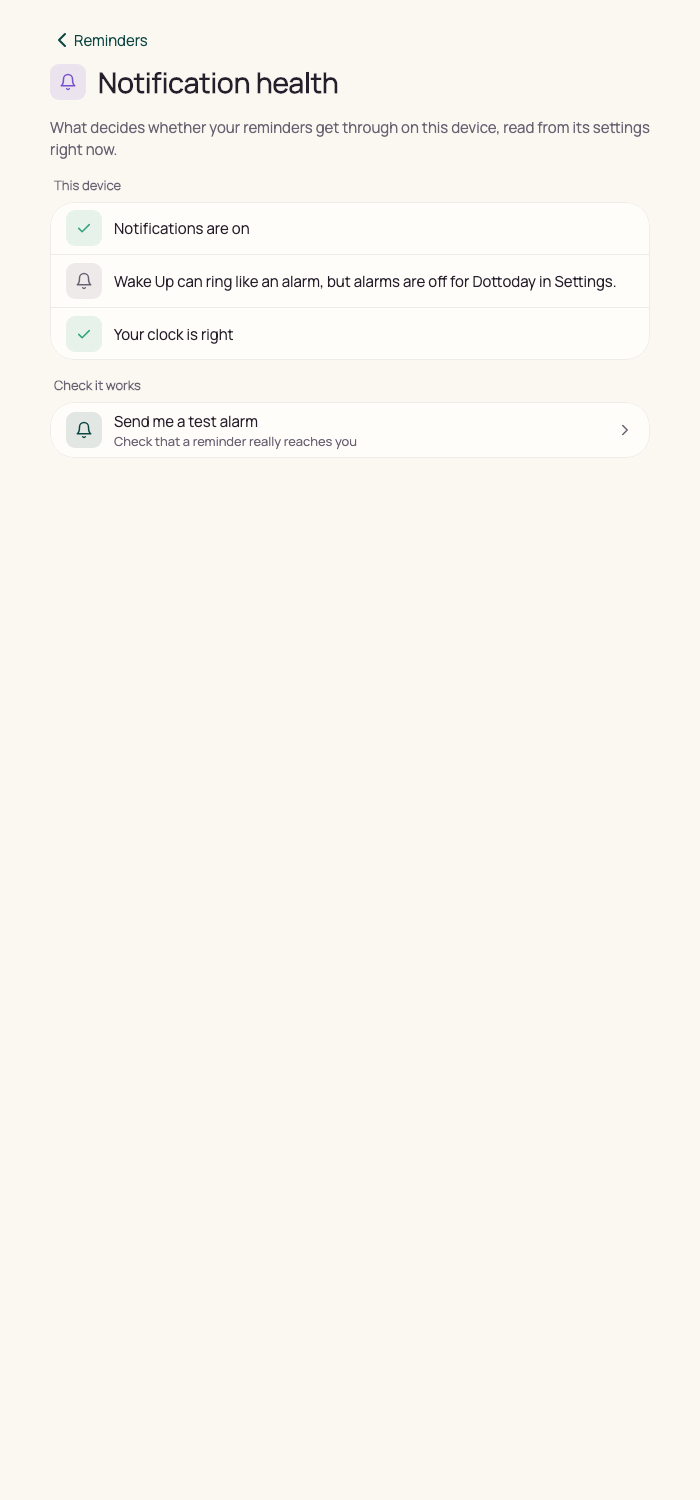 Reminders
Notification health
What decides whether your reminders get through on this device, read from its settings
right now.
This device
Notifications are on
Wake Up can ring like an alarm, but alarms are off for Dottoday in Settings.
Your clock is right
Check it works
Send me a test alarm
Check that a reminder really reaches you